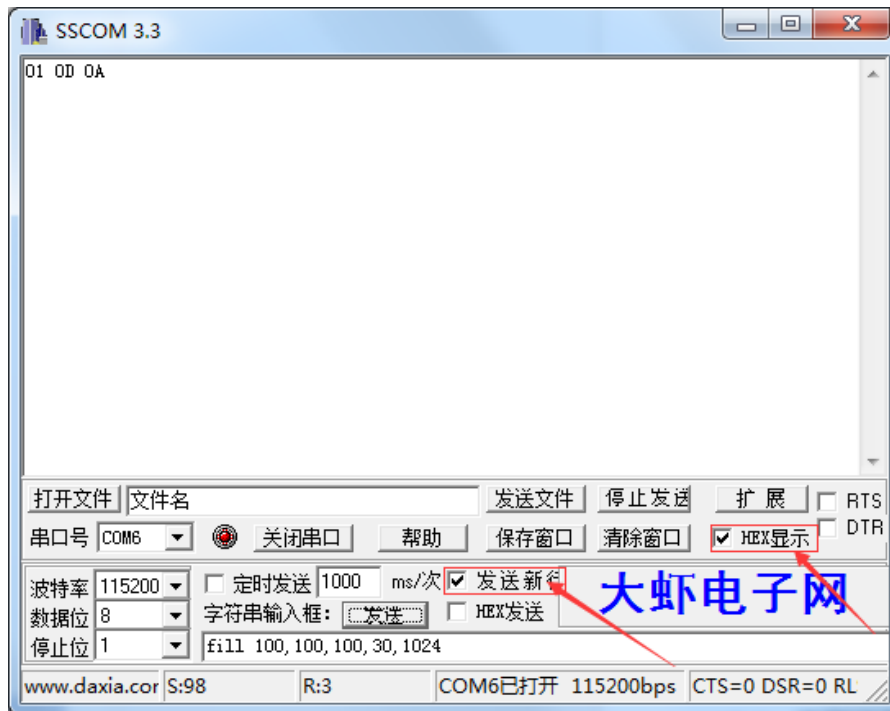 SSCOM 3.3
01 0D 0A
打开文件 文件名 发送文件 停止发送 扩 展 RTS
串口号 COM6 关闭串口 帮助 保存窗口 清除窗口 HEX显示 DTR
波特率 115200 定时发送 1000 ms/次 发送新行 大虾电子网
数据位 8 字符串输入框： 发送 HEX发送
停止位 1 fill 100,100,100,30,1024
www.daxia.cor S:98 R:3 COM6已打开 115200bps CTS=0 DSR=0 RL